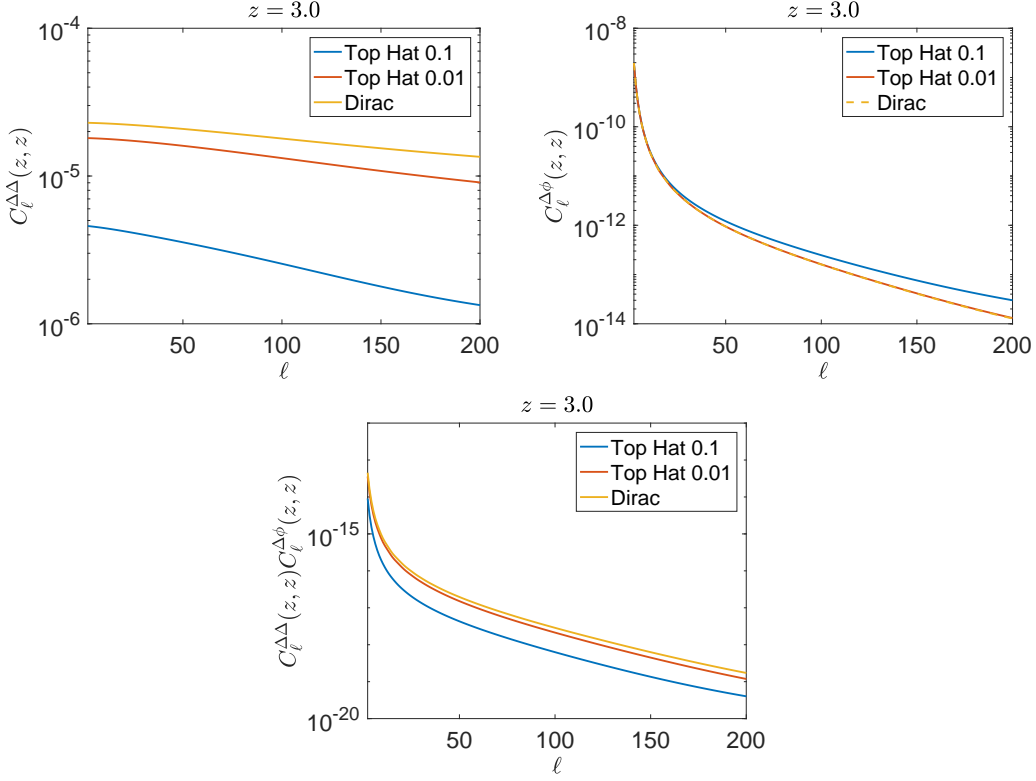 z = 3.0
10^{-4}
10^{-5}
10^{-6}
C_ℓ^{ΔΔ}(z, z)
Top Hat 0.1
Top Hat 0.01
Dirac
50 100 150 200
ℓ
z = 3.0
10^{-8}
10^{-10}
10^{-12}
10^{-14}
C_ℓ^{Δϕ}(z, z)
Top Hat 0.1
Top Hat 0.01
Dirac
50 100 150 200
ℓ
z = 3.0
10^{-15}
10^{-20}
C_ℓ^{ΔΔ}(z, z)C_ℓ^{Δϕ}(z, z)
Top Hat 0.1
Top Hat 0.01
Dirac
50 100 150 200
ℓ